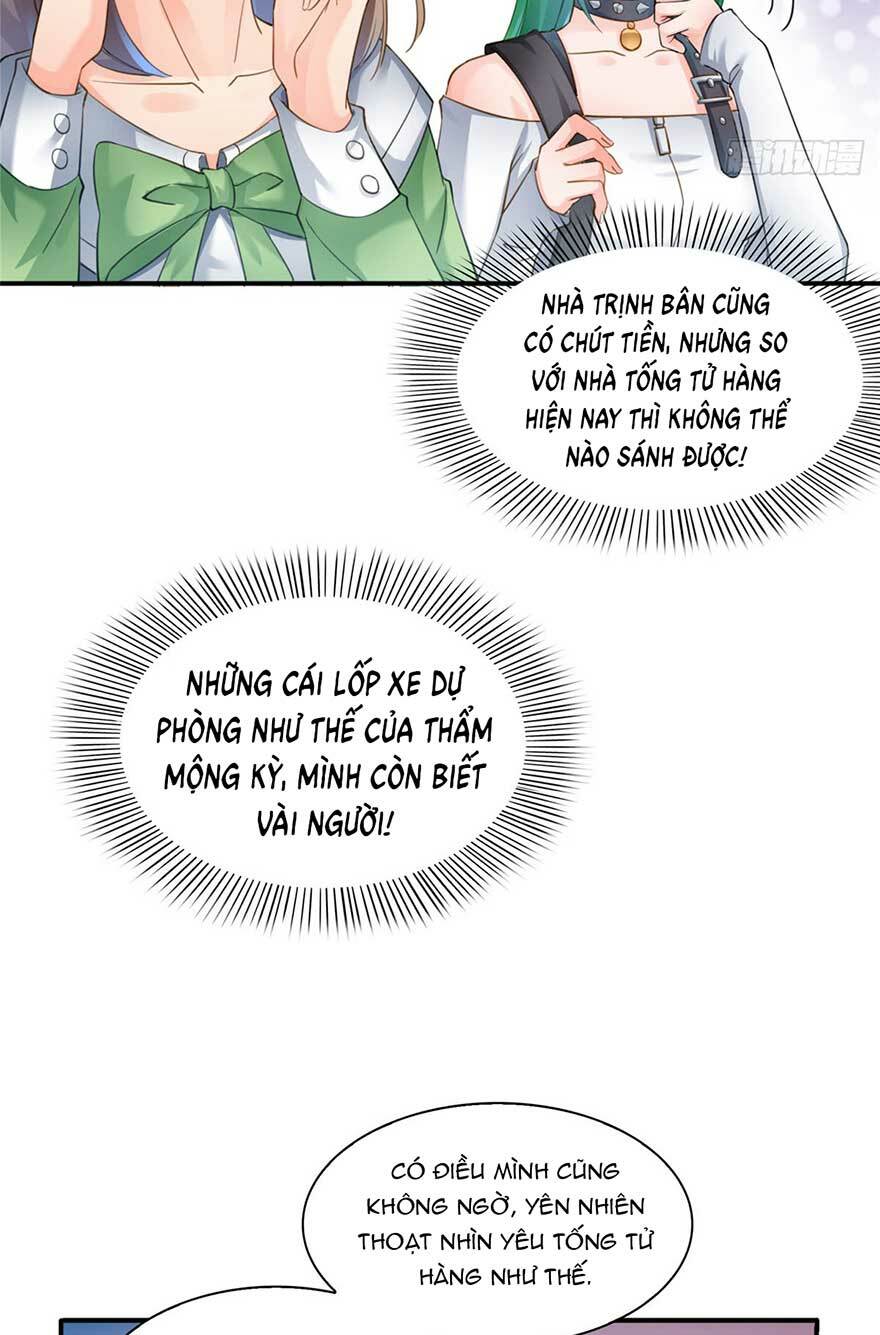 NHÀ TRỊNH BÂN CŨNG
CÓ CHÚT TIỀN, NHƯNG SO
VỚI NHÀ TỐNG TỬ HÀNG
HIỆN NAY THÌ KHÔNG THỂ
NÀO SÁNH ĐƯỢC!
NHỮNG CÁI LỐP XE DỰ
PHÒNG NHƯ THẾ CỦA THẨM
MỘNG KỲ, MÌNH CÒN BIẾT
VÀI NGƯỜI!
CÓ ĐIỀU MÌNH CŨNG
KHÔNG NGỜ, YÊN NHIÊN
THOẠT NHÌN YÊU TỐNG TỬ
HÀNG NHƯ THẾ.